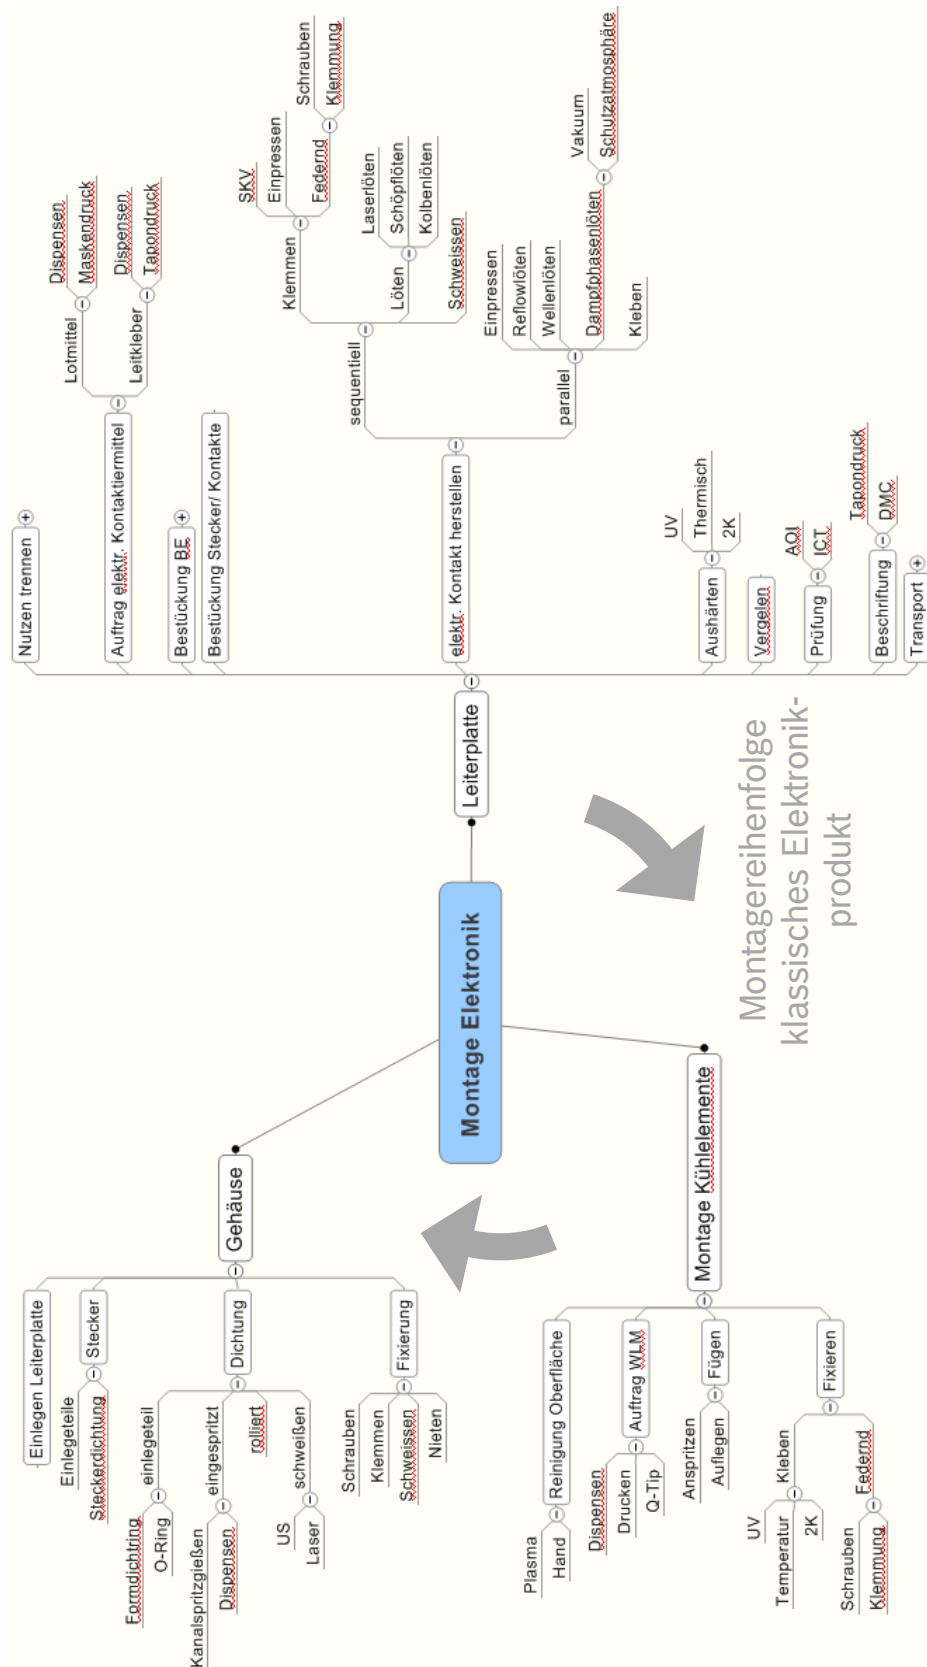 Montage Elektronik
Leiterplatte
Nutzen trennen
Auftrag elektr. Kontaktiermittel
Lotmittel
Dispensen
Maskendruck
Leitkleber
Dispensen
Tapondruck
Bestückung BE
Bestückung Stecker/ Kontakte
elektr. Kontakt herstellen
sequentiell
Klemmen
SKV
Einpressen
Federnd
Schrauben
Klemmung
Löten
Laserlöten
Schöpflöten
Kolbenlöten
Schweissen
parallel
Einpressen
Reflowlöten
Wellenlöten
Dampfphasenlöten
Vakuum
Schutzatmosphäre
Kleben
Aushärten
UV
Thermisch
2K
Vergelen
Prüfung
AOI
ICT
Beschriftung
Tapondruck
DMC
Transport
Montagereihenfolge
klassisches Elektronik-
produkt
Gehäuse
Einlegen Leiterplatte
Stecker
Einlegeteile
Steckerdichtung
Dichtung
einlegeteil
Formdichtring
O-Ring
eingespritzt
Kanalspritzgießen
Dispensen
rolliert
schweißen
US
Laser
Fixierung
Schrauben
Klemmen
Schweissen
Nieten
Montage Kühlelemente
Reinigung Oberfläche
Plasma
Hand
Auftrag WLM
Dispensen
Drucken
Q-Tip
Fügen
Anspritzen
Auflegen
Fixieren
Kleben
UV
Temperatur
2K
Federnd
Schrauben
Klemmung